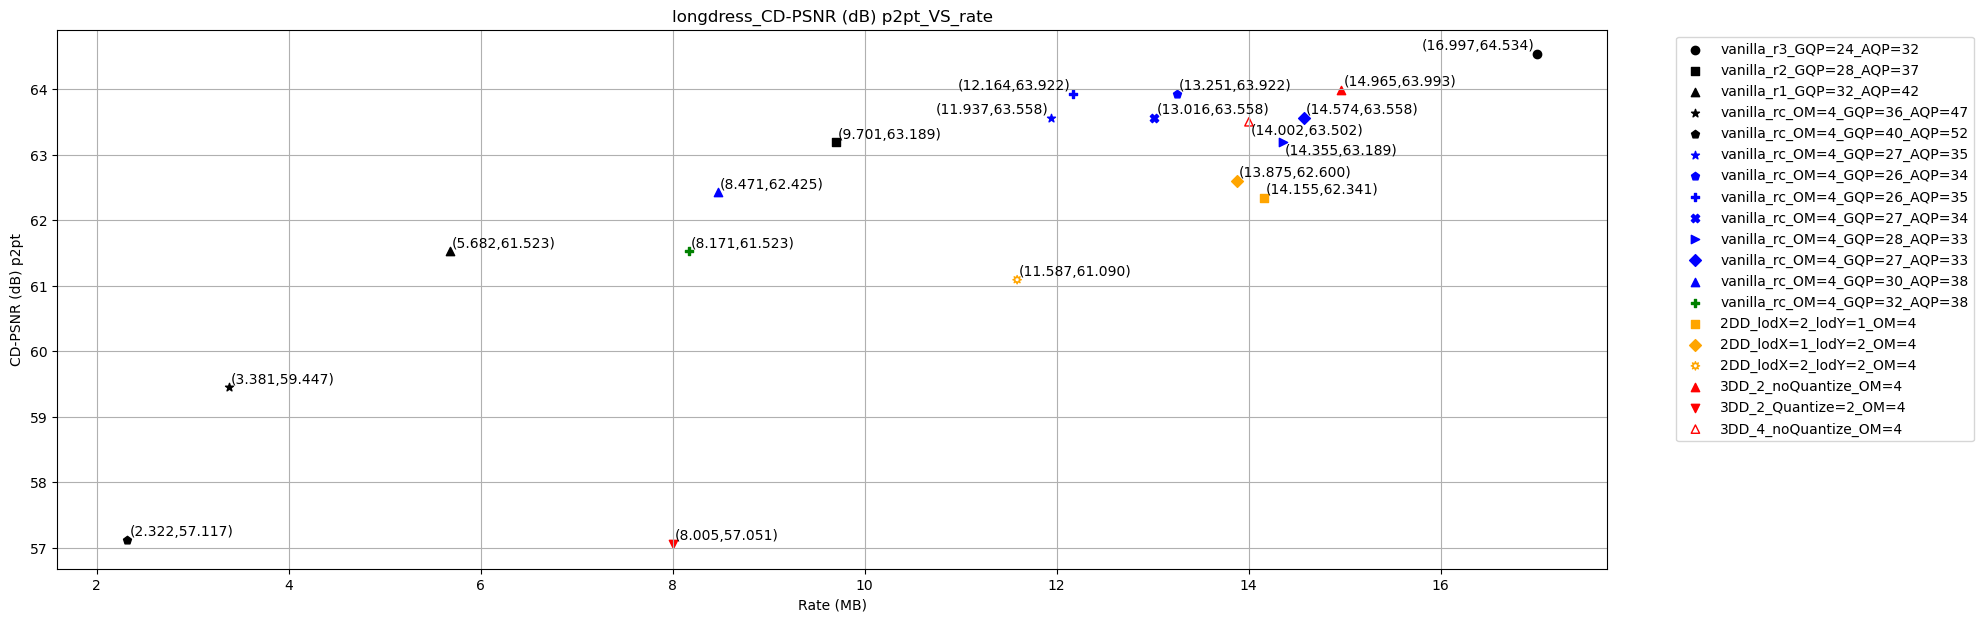 longdress_CD-PSNR (dB) p2pt_VS_rate
CD-PSNR (dB) p2pt
64
63
62
61
60
59
58
57
(16.997,64.534)
(14.965,63.993)
(12.164,63.922)
(13.251,63.922)
(11.937,63.558)
(13.016,63.558)
(14.574,63.558)
(14.002,63.502)
(9.701,63.189)
(14.355,63.189)
(13.875,62.600)
(8.471,62.425)
(14.155,62.341)
(5.682,61.523)
(8.171,61.523)
(11.587,61.090)
(3.381,59.447)
(2.322,57.117)
(8.005,57.051)
2
4
6
8
10
12
14
16
Rate (MB)
vanilla_r3_GQP=24_AQP=32
vanilla_r2_GQP=28_AQP=37
vanilla_r1_GQP=32_AQP=42
vanilla_rc_OM=4_GQP=36_AQP=47
vanilla_rc_OM=4_GQP=40_AQP=52
vanilla_rc_OM=4_GQP=27_AQP=35
vanilla_rc_OM=4_GQP=26_AQP=34
vanilla_rc_OM=4_GQP=26_AQP=35
vanilla_rc_OM=4_GQP=27_AQP=34
vanilla_rc_OM=4_GQP=28_AQP=33
vanilla_rc_OM=4_GQP=27_AQP=33
vanilla_rc_OM=4_GQP=30_AQP=38
vanilla_rc_OM=4_GQP=32_AQP=38
2DD_lodX=2_lodY=1_OM=4
2DD_lodX=1_lodY=2_OM=4
2DD_lodX=2_lodY=2_OM=4
3DD_2_noQuantize_OM=4
3DD_2_Quantize=2_OM=4
3DD_4_noQuantize_OM=4